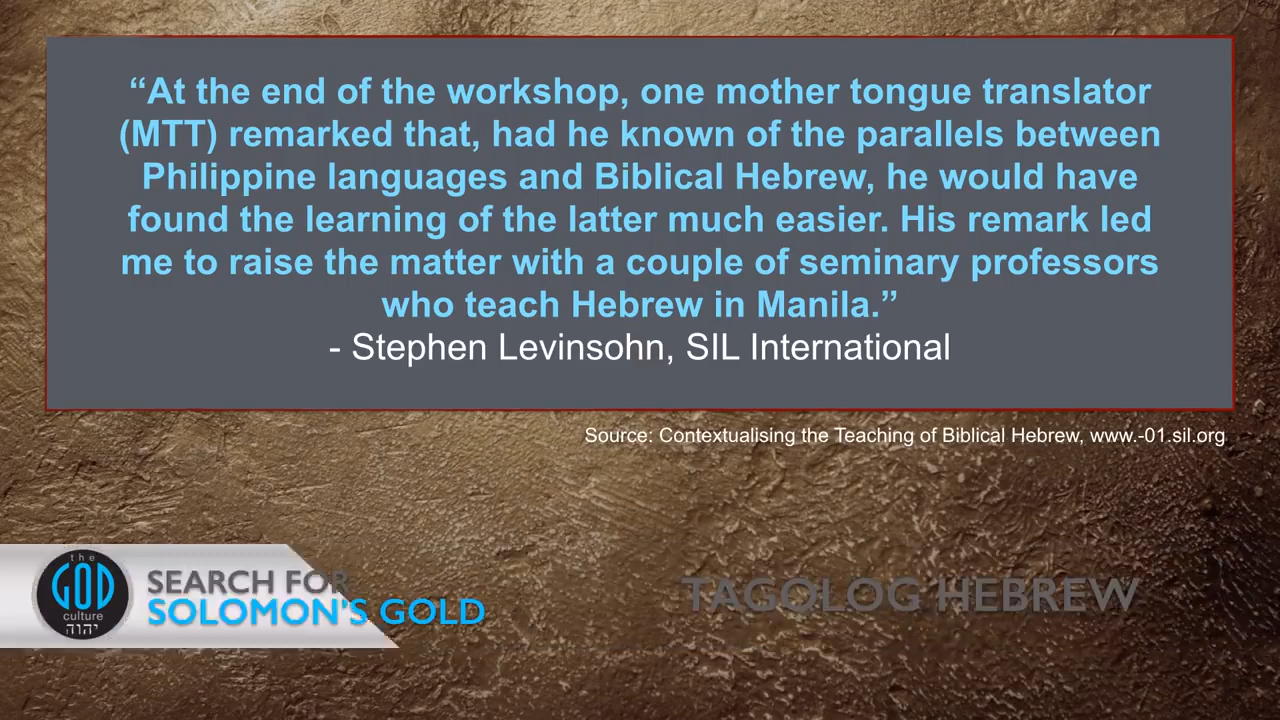 “At the end of the workshop, one mother tongue translator
(MTT) remarked that, had he known of the parallels between
Philippine languages and Biblical Hebrew, he would have
found the learning of the latter much easier. His remark led
me to raise the matter with a couple of seminary professors
who teach Hebrew in Manila.”
- Stephen Levinsohn, SIL International
Source: Contextualising the Teaching of Biblical Hebrew, www.-01.sil.org
the
GOD
culture
יהוה
SEARCH FOR
SOLOMON'S GOLD
TAGOLOG HEBREW